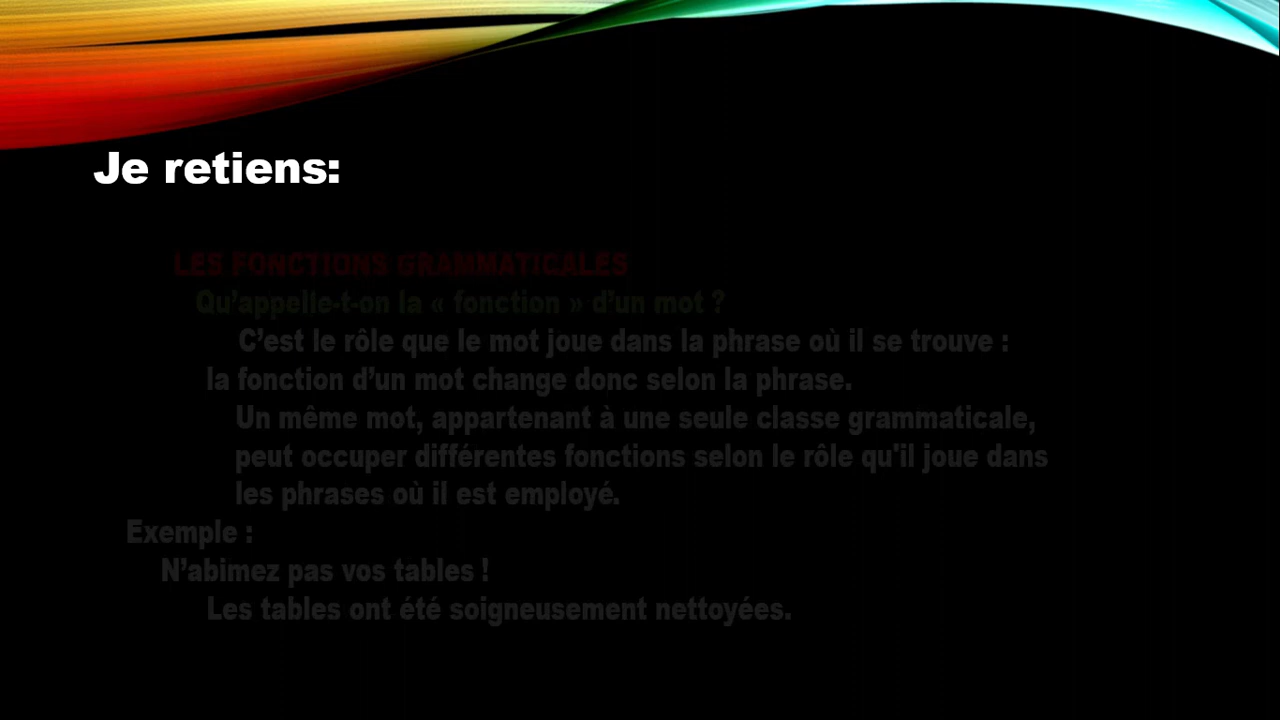 Je retiens:
LES FONCTIONS GRAMMATICALES
Qu’appelle-t-on la « fonction » d’un mot ?
C’est le rôle que le mot joue dans la phrase où il se trouve :
la fonction d’un mot change donc selon la phrase.
Un même mot, appartenant à une seule classe grammaticale,
peut occuper différentes fonctions selon le rôle qu'il joue dans
les phrases où il est employé.
Exemple :
N’abimez pas vos tables !
Les tables ont été soigneusement nettoyées.